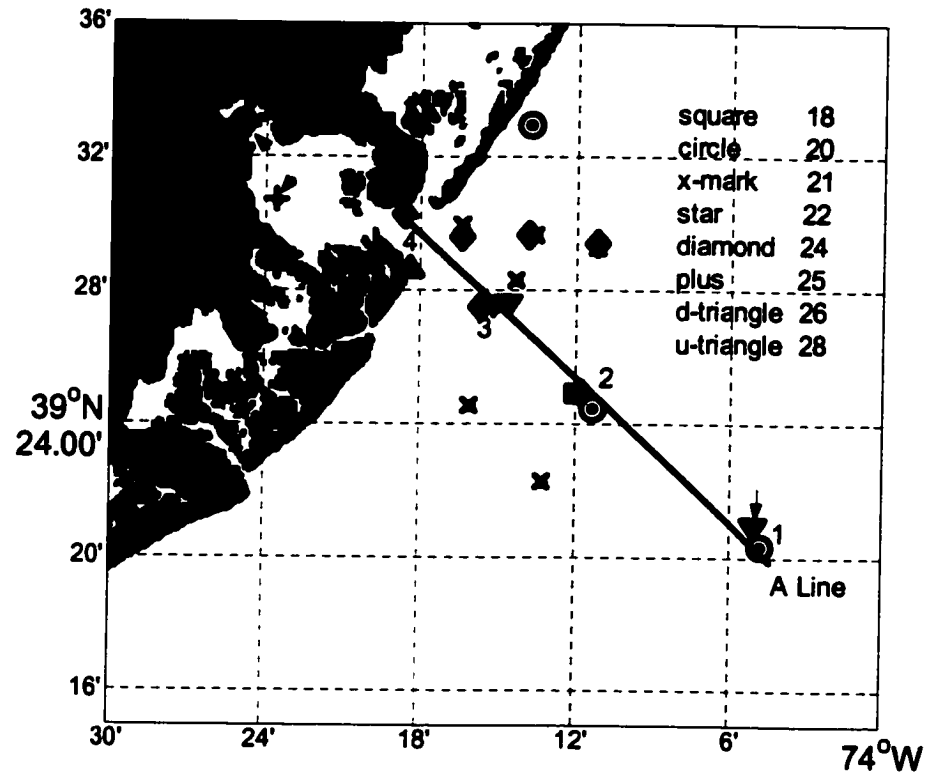 36'
square 18
circle 20
32'
x-mark 21
star 22
4
diamond 24
28'
plus 25
d-triangle 26
3
u-triangle 28
2
39°N
24.00'
1
20'
A Line
16'
30' 24' 18' 12' 6' 74°W